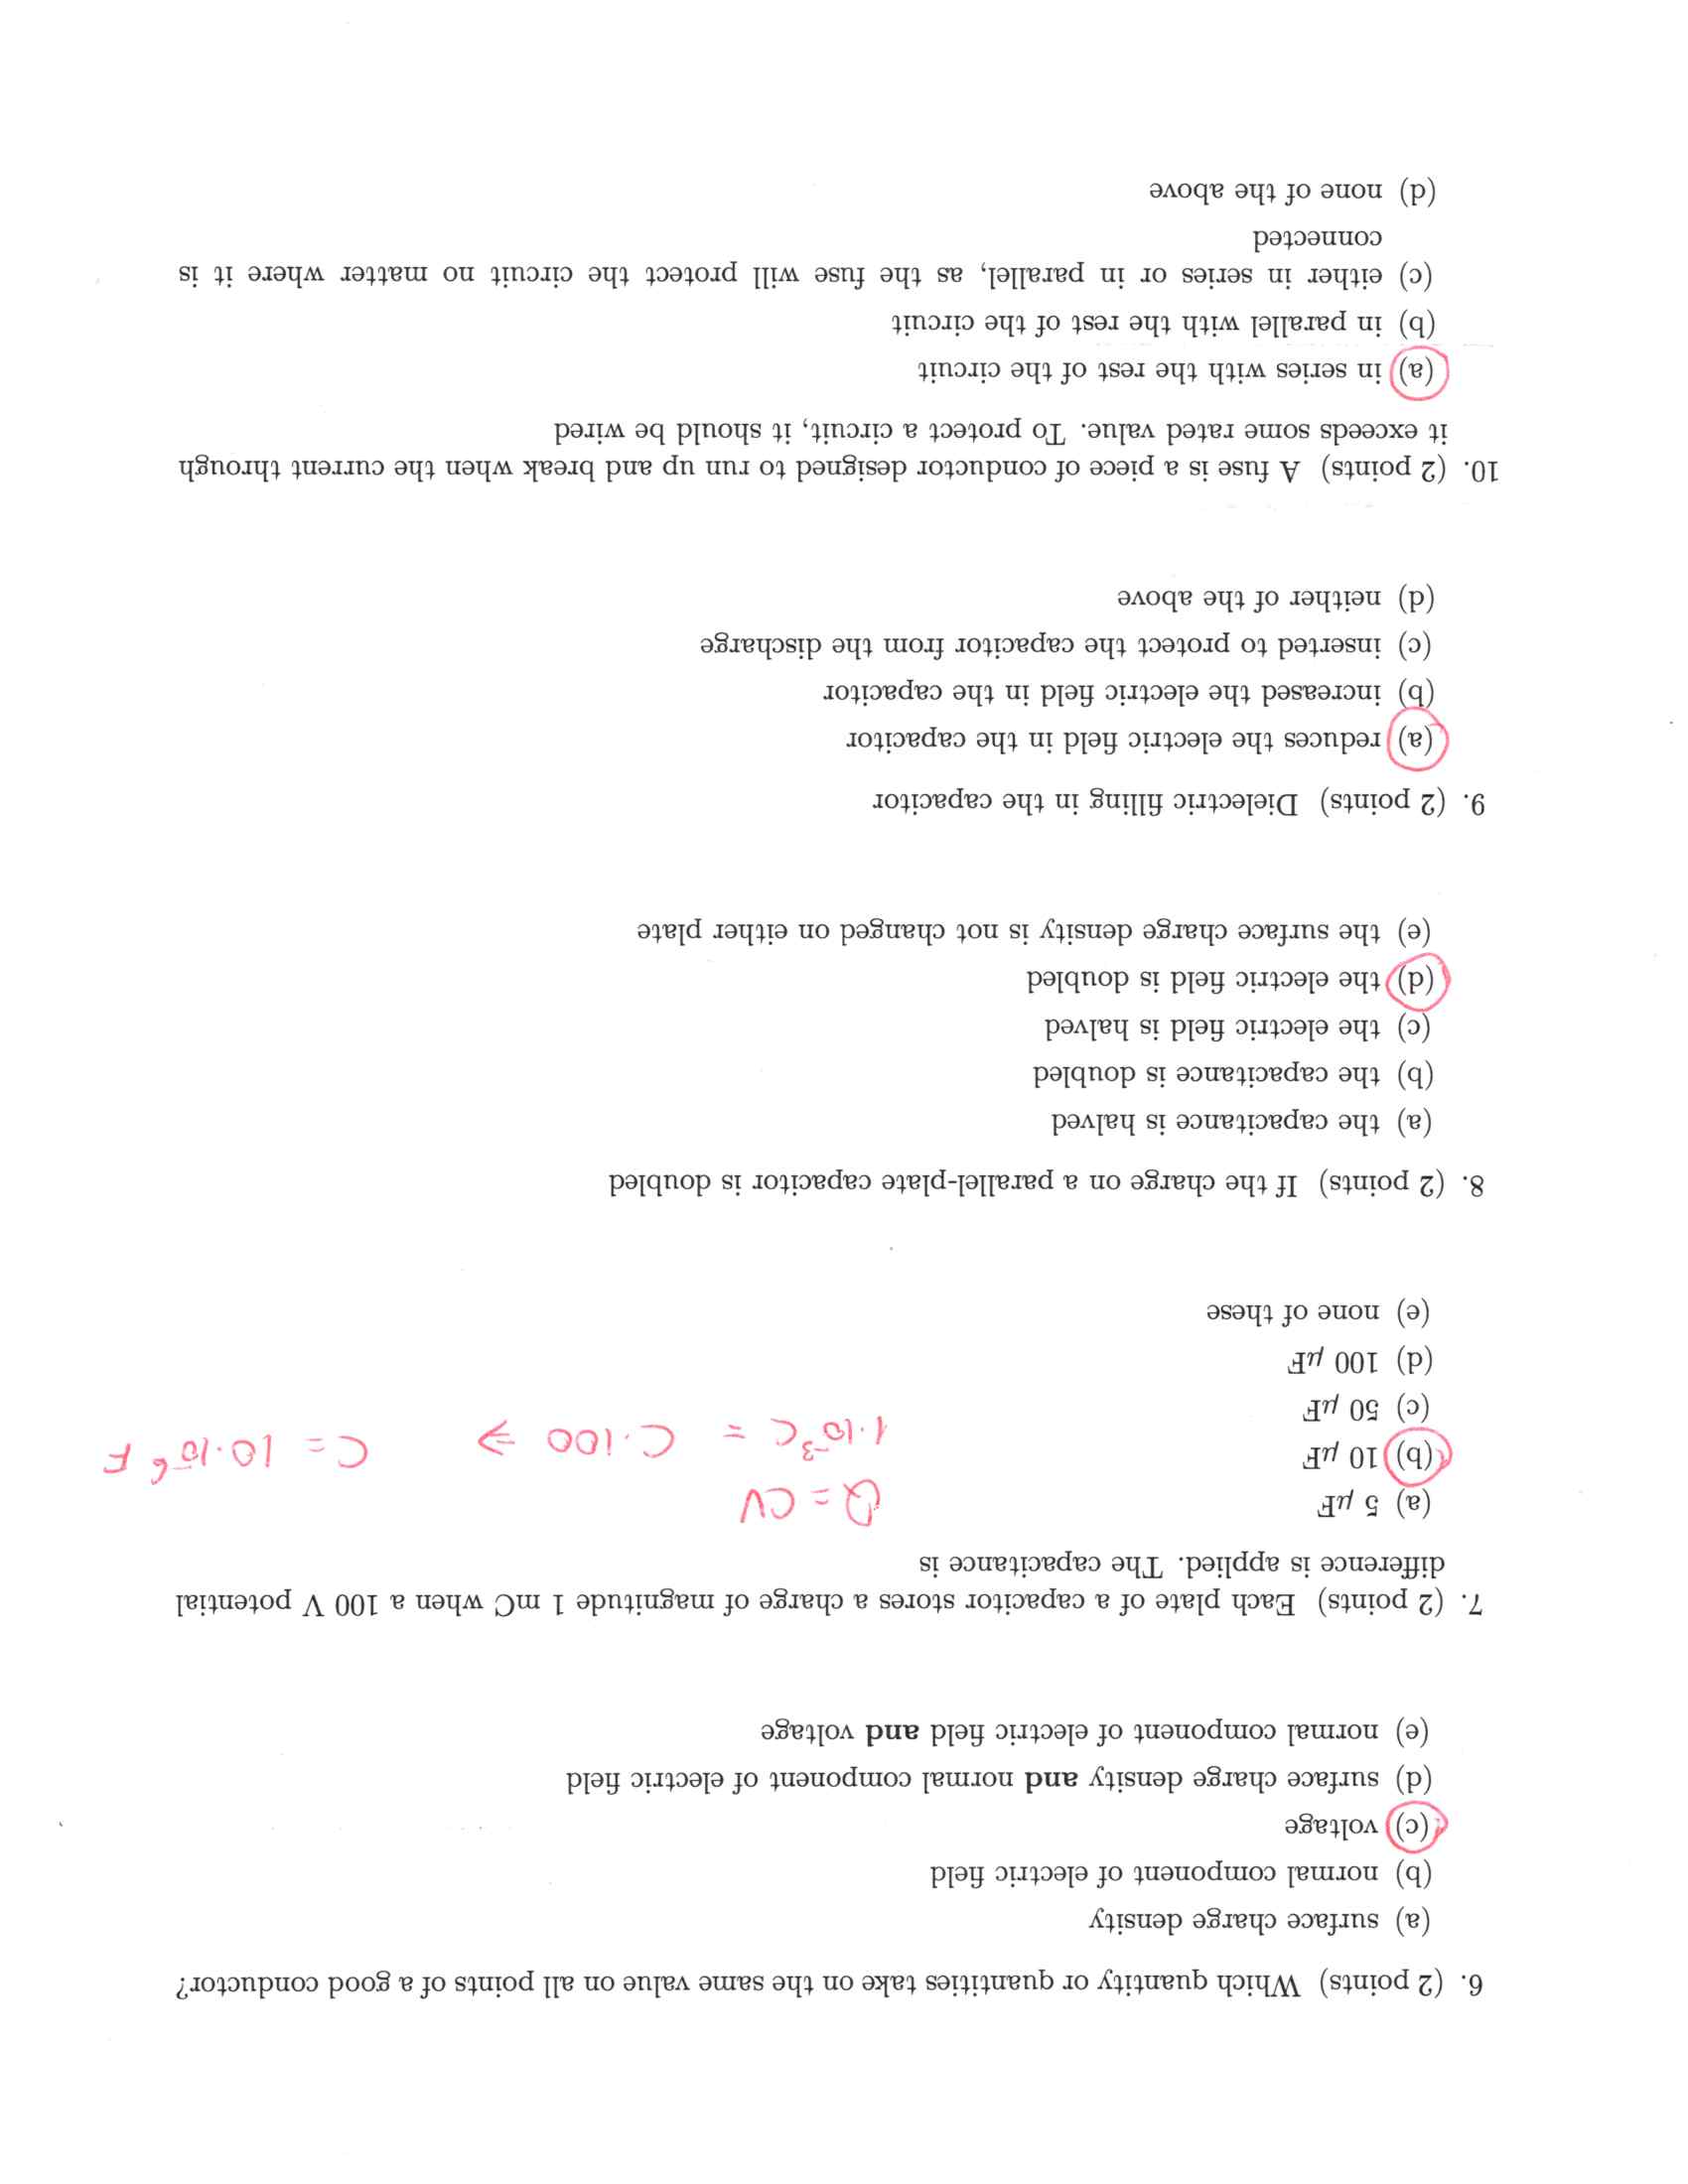 6. (2 points) Which quantity or quantities take on the same value on all points of a good conductor?
(a) surface charge density
(b) normal component of electric field
(c) voltage
(d) surface charge density and normal component of electric field
(e) normal component of electric field and voltage
7. (2 points) Each plate of a capacitor stores a charge of magnitude 1 mC when a 100 V potential
difference is applied. The capacitance is
(a) 5 μF
(b) 10 μF
(c) 50 μF
(d) 100 μF
(e) none of these
Q = CV
1·10⁻³C = C·100 ⇒ C = 10·10⁻⁶ F
8. (2 points) If the charge on a parallel-plate capacitor is doubled
(a) the capacitance is halved
(b) the capacitance is doubled
(c) the electric field is halved
(d) the electric field is doubled
(e) the surface charge density is not changed on either plate
9. (2 points) Dielectric filling in the capacitor
(a) reduces the electric field in the capacitor
(b) increased the electric field in the capacitor
(c) inserted to protect the capacitor from the discharge
(d) neither of the above
10. (2 points) A fuse is a piece of conductor designed to run up and break when the current through
it exceeds some rated value. To protect a circuit, it should be wired
(a) in series with the rest of the circuit
(b) in parallel with the rest of the circuit
(c) either in series or in parallel, as the fuse will protect the circuit no matter where it is
connected
(d) none of the above